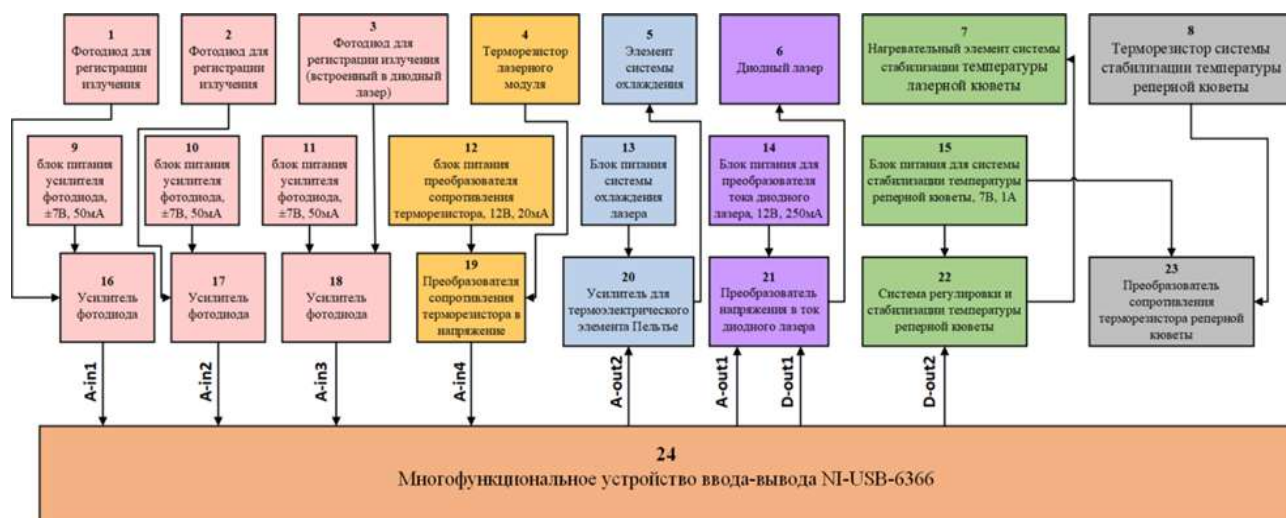 1
Фотодиод для
регистрации
излучения
2
Фотодиод для
регистрации
излучения
3
Фотодиод для
регистрации излучения
(встроенный в диодный
лазер)
4
Терморезистор
лазерного
модуля
5
Элемент
системы
охлаждения
6
Диодный лазер
7
Нагревательный элемент системы
стабилизации температуры
лазерной кюветы
8
Терморезистор системы
стабилизации температуры
реперной кюветы
9
блок питания
усилителя
фотодиода,
±7В, 50мА
10
блок питания
усилителя
фотодиода,
±7В, 50мА
11
блок питания
усилителя
фотодиода,
±7В, 50мА
12
блок питания
преобразователя
сопротивления
терморезистора, 12В, 20мА
13
Блок питания
системы
охлаждения
лазера
14
Блок питания для
преобразователя
тока диодного
лазера, 12В, 250мА
15
Блок питания для системы
стабилизации температуры
реперной кюветы, 7В, 1А
16
Усилитель
фотодиода
17
Усилитель
фотодиода
18
Усилитель
фотодиода
19
Преобразователя
сопротивления
терморезистора в
напряжение
20
Усилитель для
термоэлектрического
элемента Пельтье
21
Преобразователь
напряжения в ток
диодного лазера
22
Система регулировки и
стабилизации температуры
реперной кюветы
23
Преобразователь
сопротивления
терморезистора реперной
кюветы
A-in1
A-in2
A-in3
A-in4
A-out2
A-out1
D-out1
D-out2
24
Многофункциональное устройство ввода-вывода NI-USB-6366